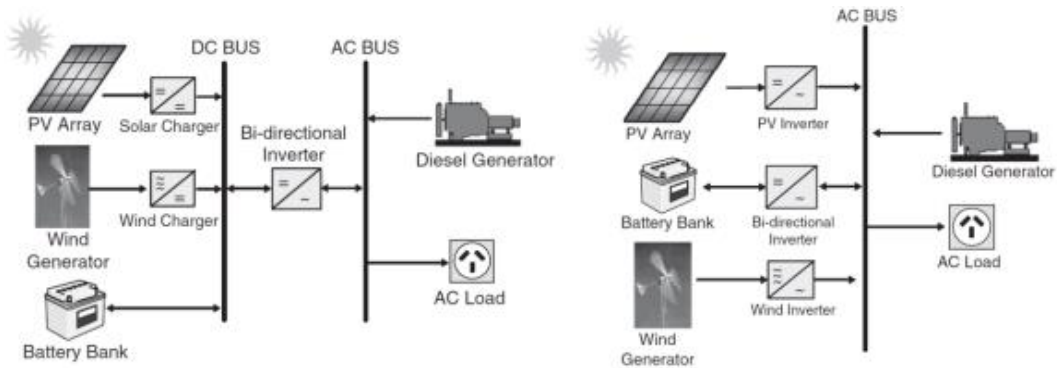 DC BUS
AC BUS
PV Array
Solar Charger
Bi-directional
Inverter
Diesel Generator
Wind Charger
Wind
Generator
AC Load
Battery Bank
AC BUS
PV Array
PV Inverter
Diesel Generator
Battery Bank
Bi-directional
Inverter
AC Load
Wind Inverter
Wind
Generator